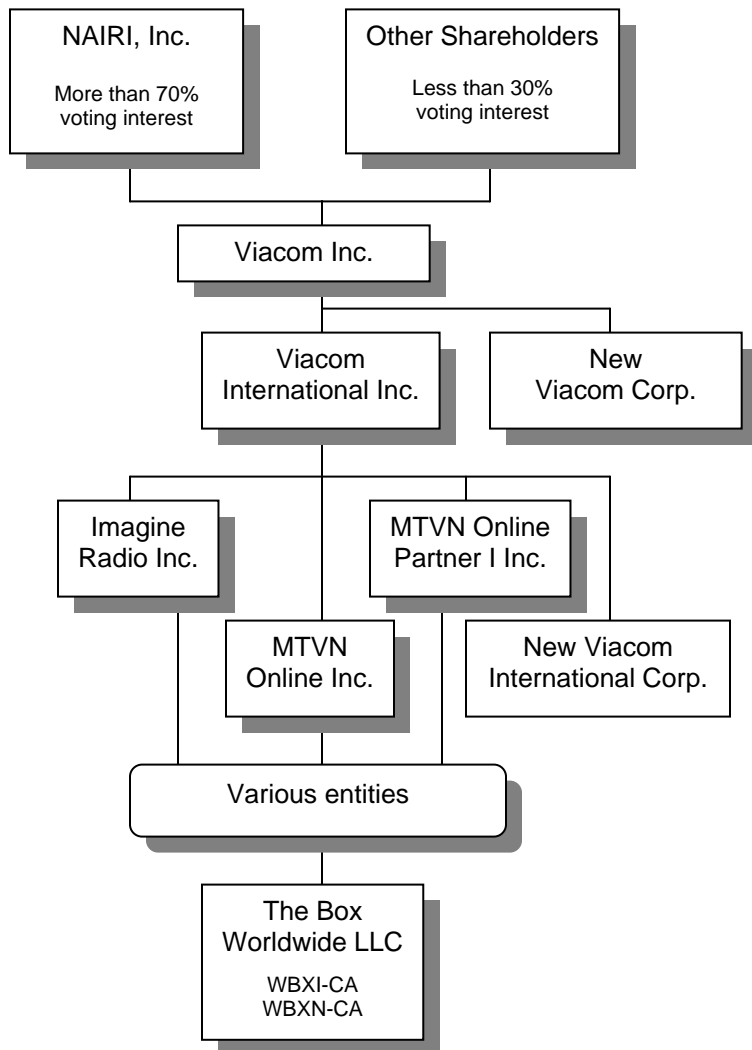 NAIRI, Inc.
More than 70%
voting interest
Other Shareholders
Less than 30%
voting interest
Viacom Inc.
Viacom
International Inc.
New
Viacom Corp.
Imagine
Radio Inc.
MTVN Online
Partner I Inc.
MTVN
Online Inc.
New Viacom
International Corp.
Various entities
The Box
Worldwide LLC
WBXI-CA
WBXN-CA